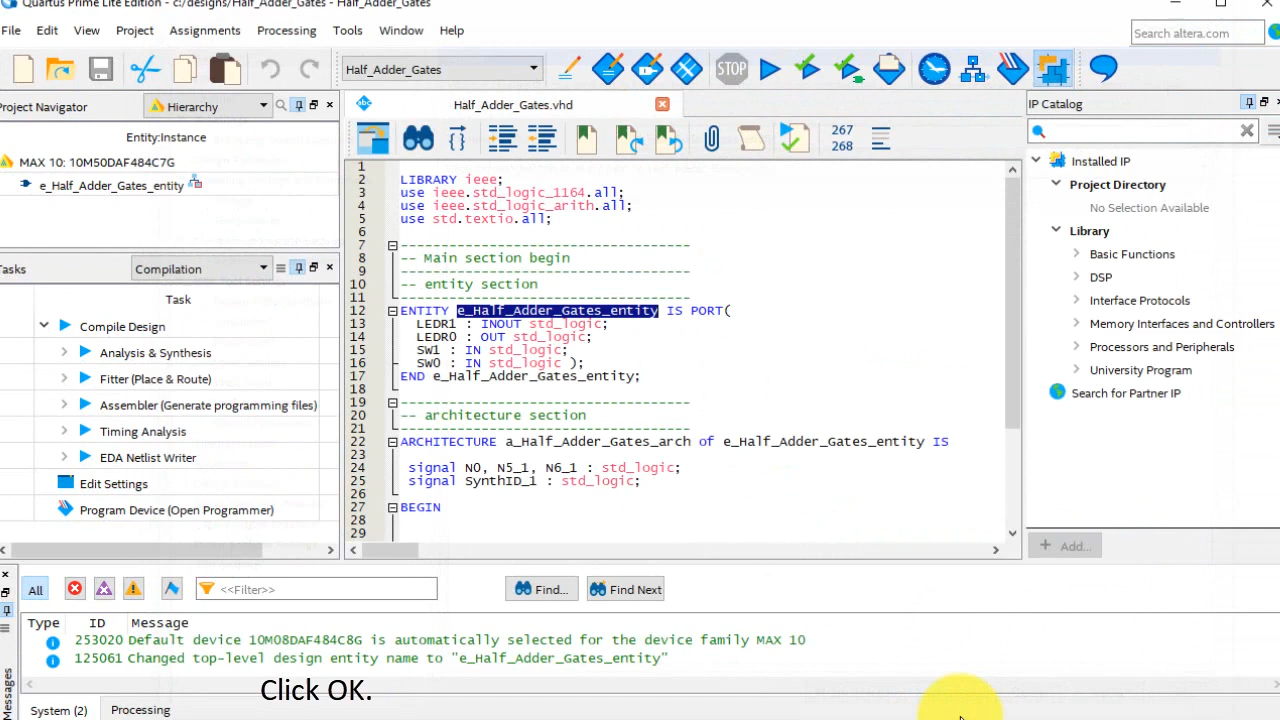 Quartus Prime Lite Edition - c:/designs/Half_Adder_Gates - Half_Adder_Gates
File Edit View Project Assignments Processing Tools Window Help
Search altera.com
Half_Adder_Gates
STOP
Project Navigator
Hierarchy
Entity:Instance
MAX 10: 10M50DAF484C7G
e_Half_Adder_Gates_entity
Tasks
Compilation
Task
Compile Design
Analysis & Synthesis
Fitter (Place & Route)
Assembler (Generate programming files)
Timing Analysis
EDA Netlist Writer
Edit Settings
Program Device (Open Programmer)
abc
Half_Adder_Gates.vhd
267
268
1
2 LIBRARY ieee;
3 use ieee.std_logic_1164.all;
4 use ieee.std_logic_arith.all;
5 use std.textio.all;
6
7 ------------------------------------
8 -- Main section begin
9 ------------------------------------
10 -- entity section
11 ------------------------------------
12 ENTITY e_Half_Adder_Gates_entity IS PORT(
13 LEDR1 : INOUT std_logic;
14 LEDR0 : OUT std_logic;
15 SW1 : IN std_logic;
16 SW0 : IN std_logic );
17 END e_Half_Adder_Gates_entity;
18
19 ------------------------------------
20 -- architecture section
21 ------------------------------------
22 ARCHITECTURE a_Half_Adder_Gates_arch of e_Half_Adder_Gates_entity IS
23
24 signal N0, N5_1, N6_1 : std_logic;
25 signal SynthID_1 : std_logic;
26
27 BEGIN
28
29
IP Catalog
Installed IP
Project Directory
No Selection Available
Library
Basic Functions
DSP
Interface Protocols
Memory Interfaces and Controllers
Processors and Peripherals
University Program
Search for Partner IP
+ Add...
All
<<Filter>>
Find...
Find Next
Type ID Message
253020 Default device 10M08DAF484C8G is automatically selected for the device family MAX 10
125061 Changed top-level design entity name to "e_Half_Adder_Gates_entity"
Messages
Click OK.
System (2) Processing